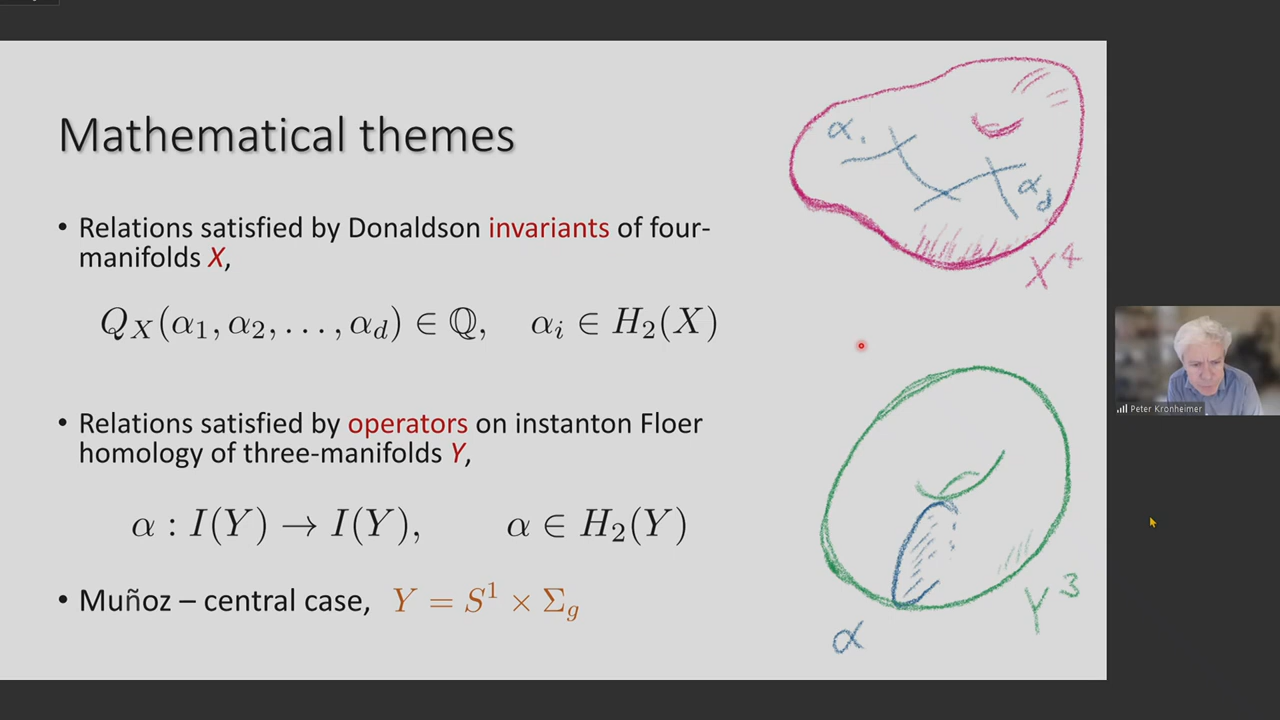 Mathematical themes
• Relations satisfied by Donaldson invariants of four-
manifolds X,
Q_X(α_1, α_2, . . . , α_d) ∈ ℚ, α_i ∈ H_2(X)
• Relations satisfied by operators on instanton Floer
homology of three-manifolds Y,
α : I(Y) → I(Y), α ∈ H_2(Y)
• Muñoz – central case, Y = S^1 × Σ_g
α_1
α_d
X^4
Y^3
α
Peter Kronheimer